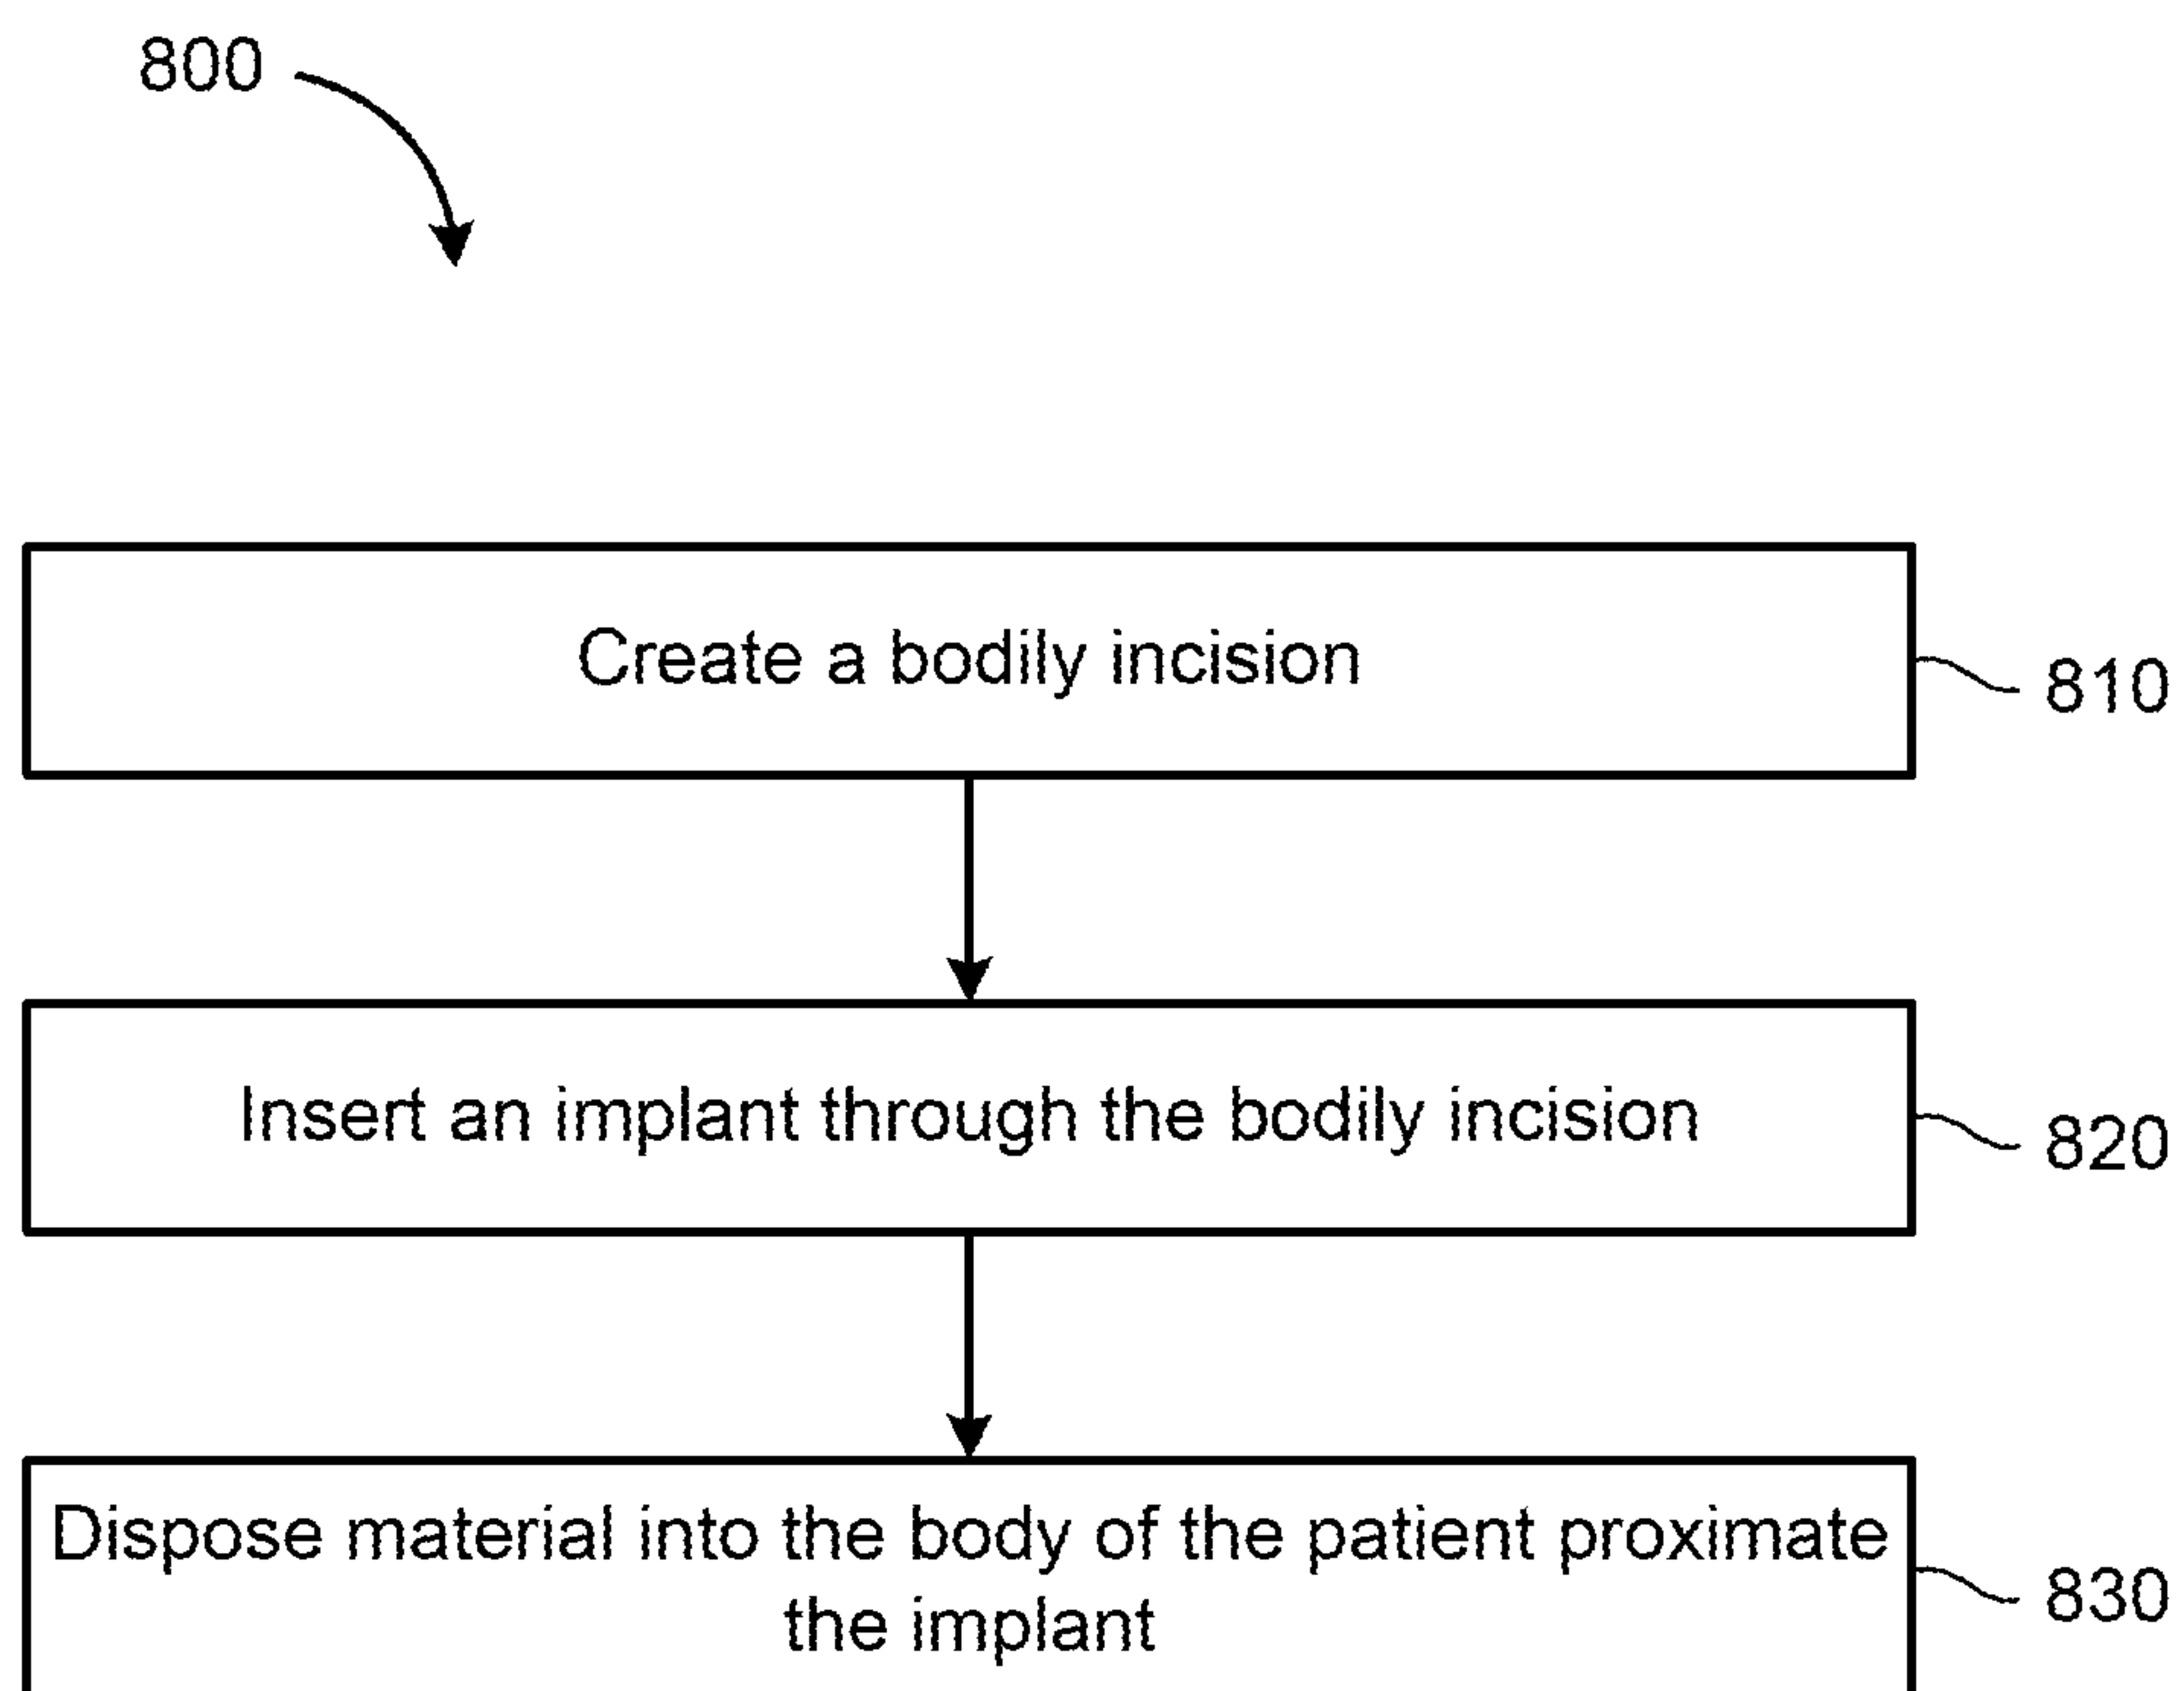 800
Create a bodily incision
810
Insert an implant through the bodily incision
820
Dispose material into the body of the patient proximate
the implant
830